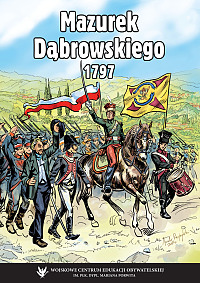 Mazurek
Dąbrowskiego
1797
WOJSKOWE CENTRUM EDUKACJI OBYWATELSKIEJ
IM. PŁK. DYPL. MARIANA PORWITA